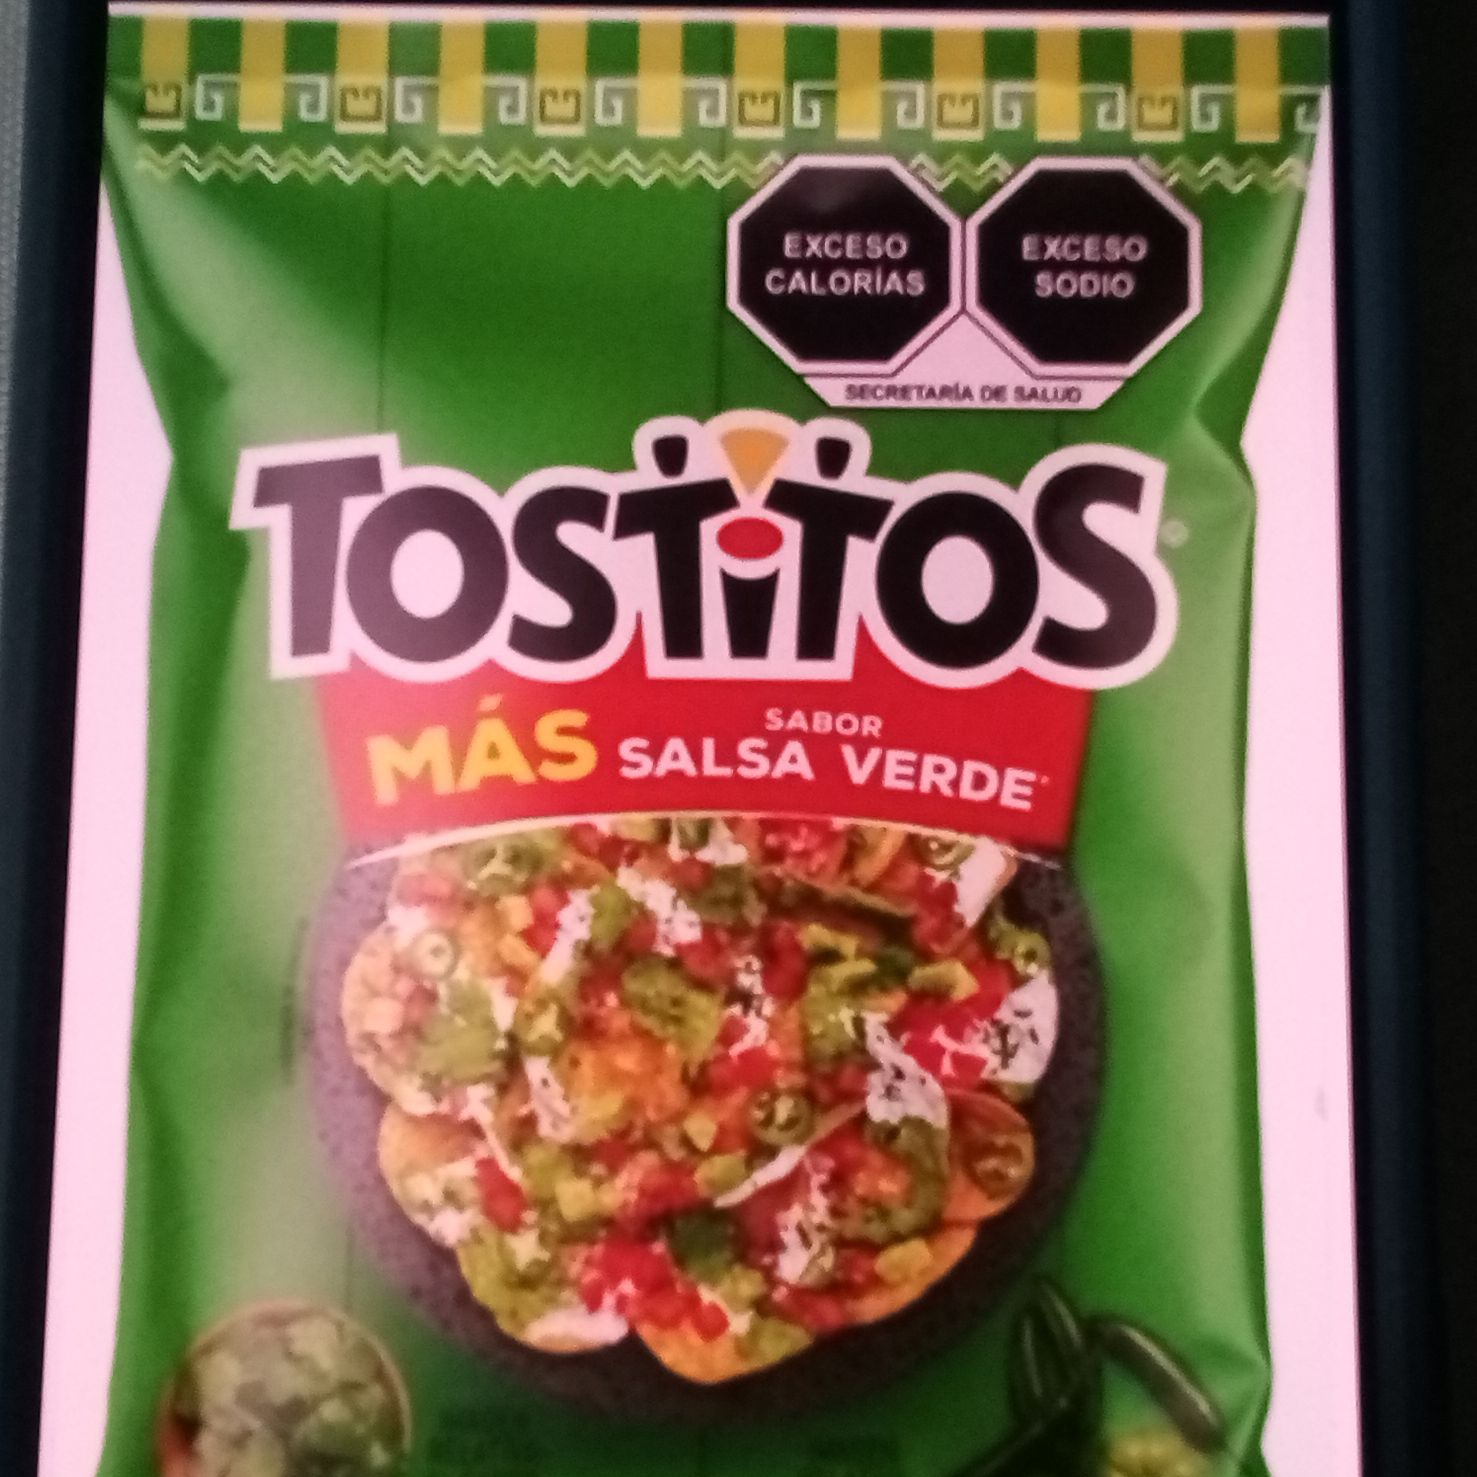 EXCESO
CALORÍAS
EXCESO
SODIO
SECRETARÍA DE SALUD
TOSTITOS
MÁS SABOR
SALSA VERDE